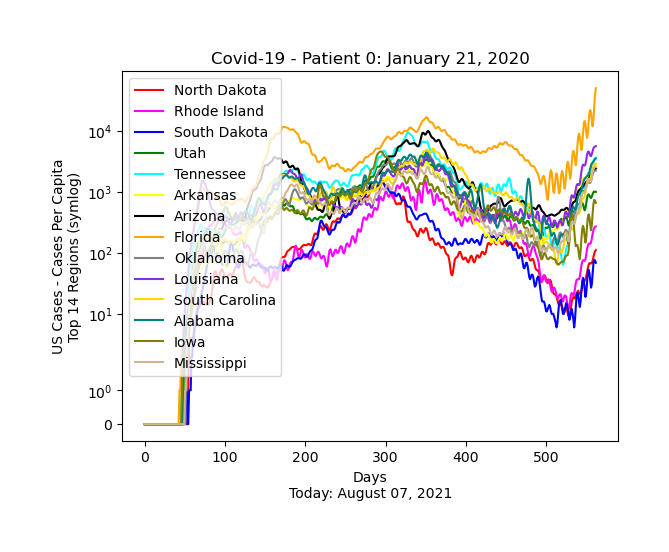 Covid-19 - Patient 0: January 21, 2020
US Cases - Cases Per Capita
Top 14 Regions (symlog)
10⁴
10³
10²
10¹
10⁰
0
North Dakota
Rhode Island
South Dakota
Utah
Tennessee
Arkansas
Arizona
Florida
Oklahoma
Louisiana
South Carolina
Alabama
Iowa
Mississippi
0 100 200 300 400 500
Days
Today: August 07, 2021